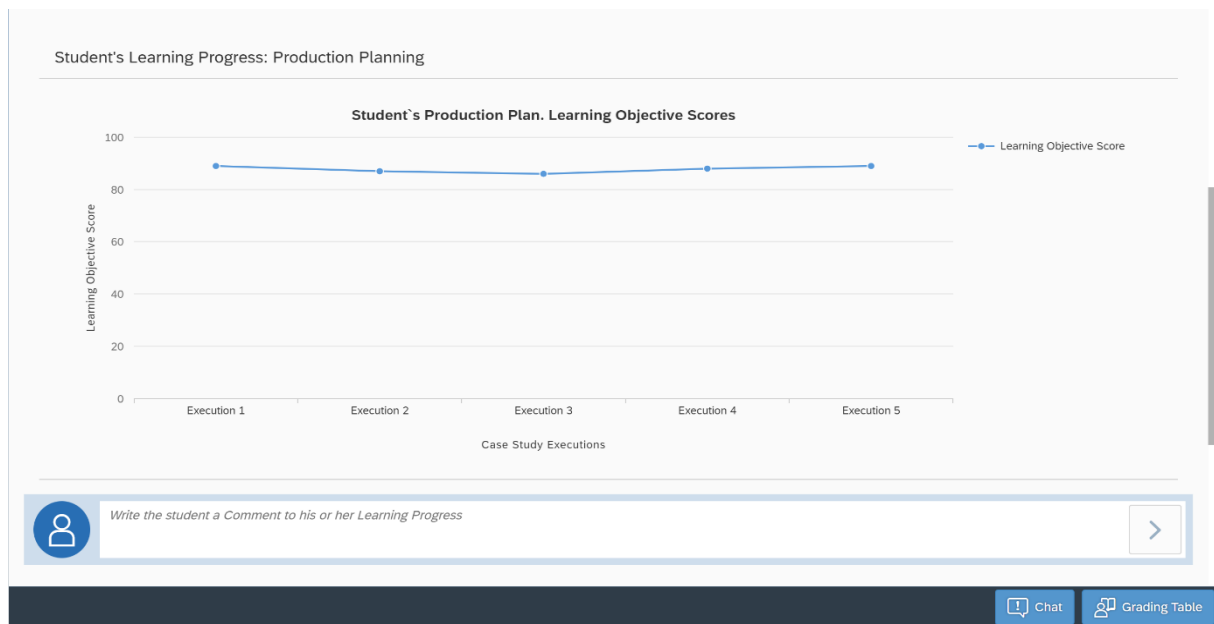 Student's Learning Progress: Production Planning
Student`s Production Plan. Learning Objective Scores
100
80
60
40
20
0
Learning Objective Score
Learning Objective Score
Execution 1
Execution 2
Execution 3
Execution 4
Execution 5
Case Study Executions
Write the student a Comment to his or her Learning Progress
Chat
Grading Table